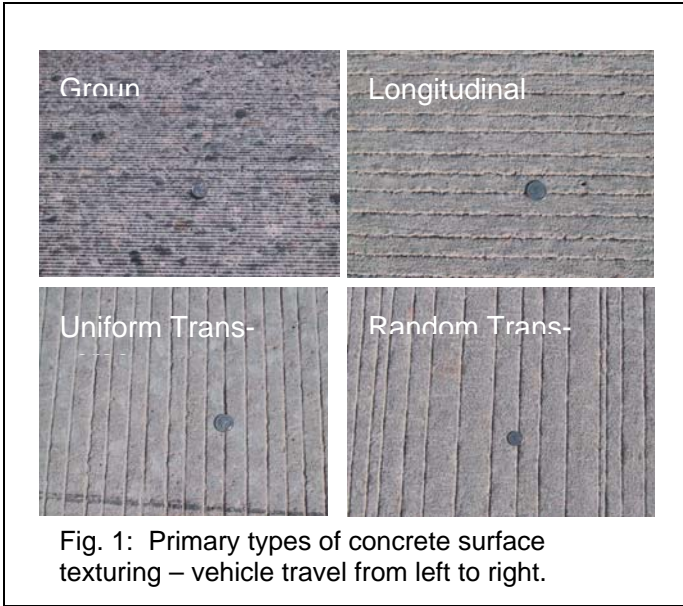 Longitudinal
Uniform Trans-
Random Trans-
Fig. 1: Primary types of concrete surface
texturing – vehicle travel from left to right.